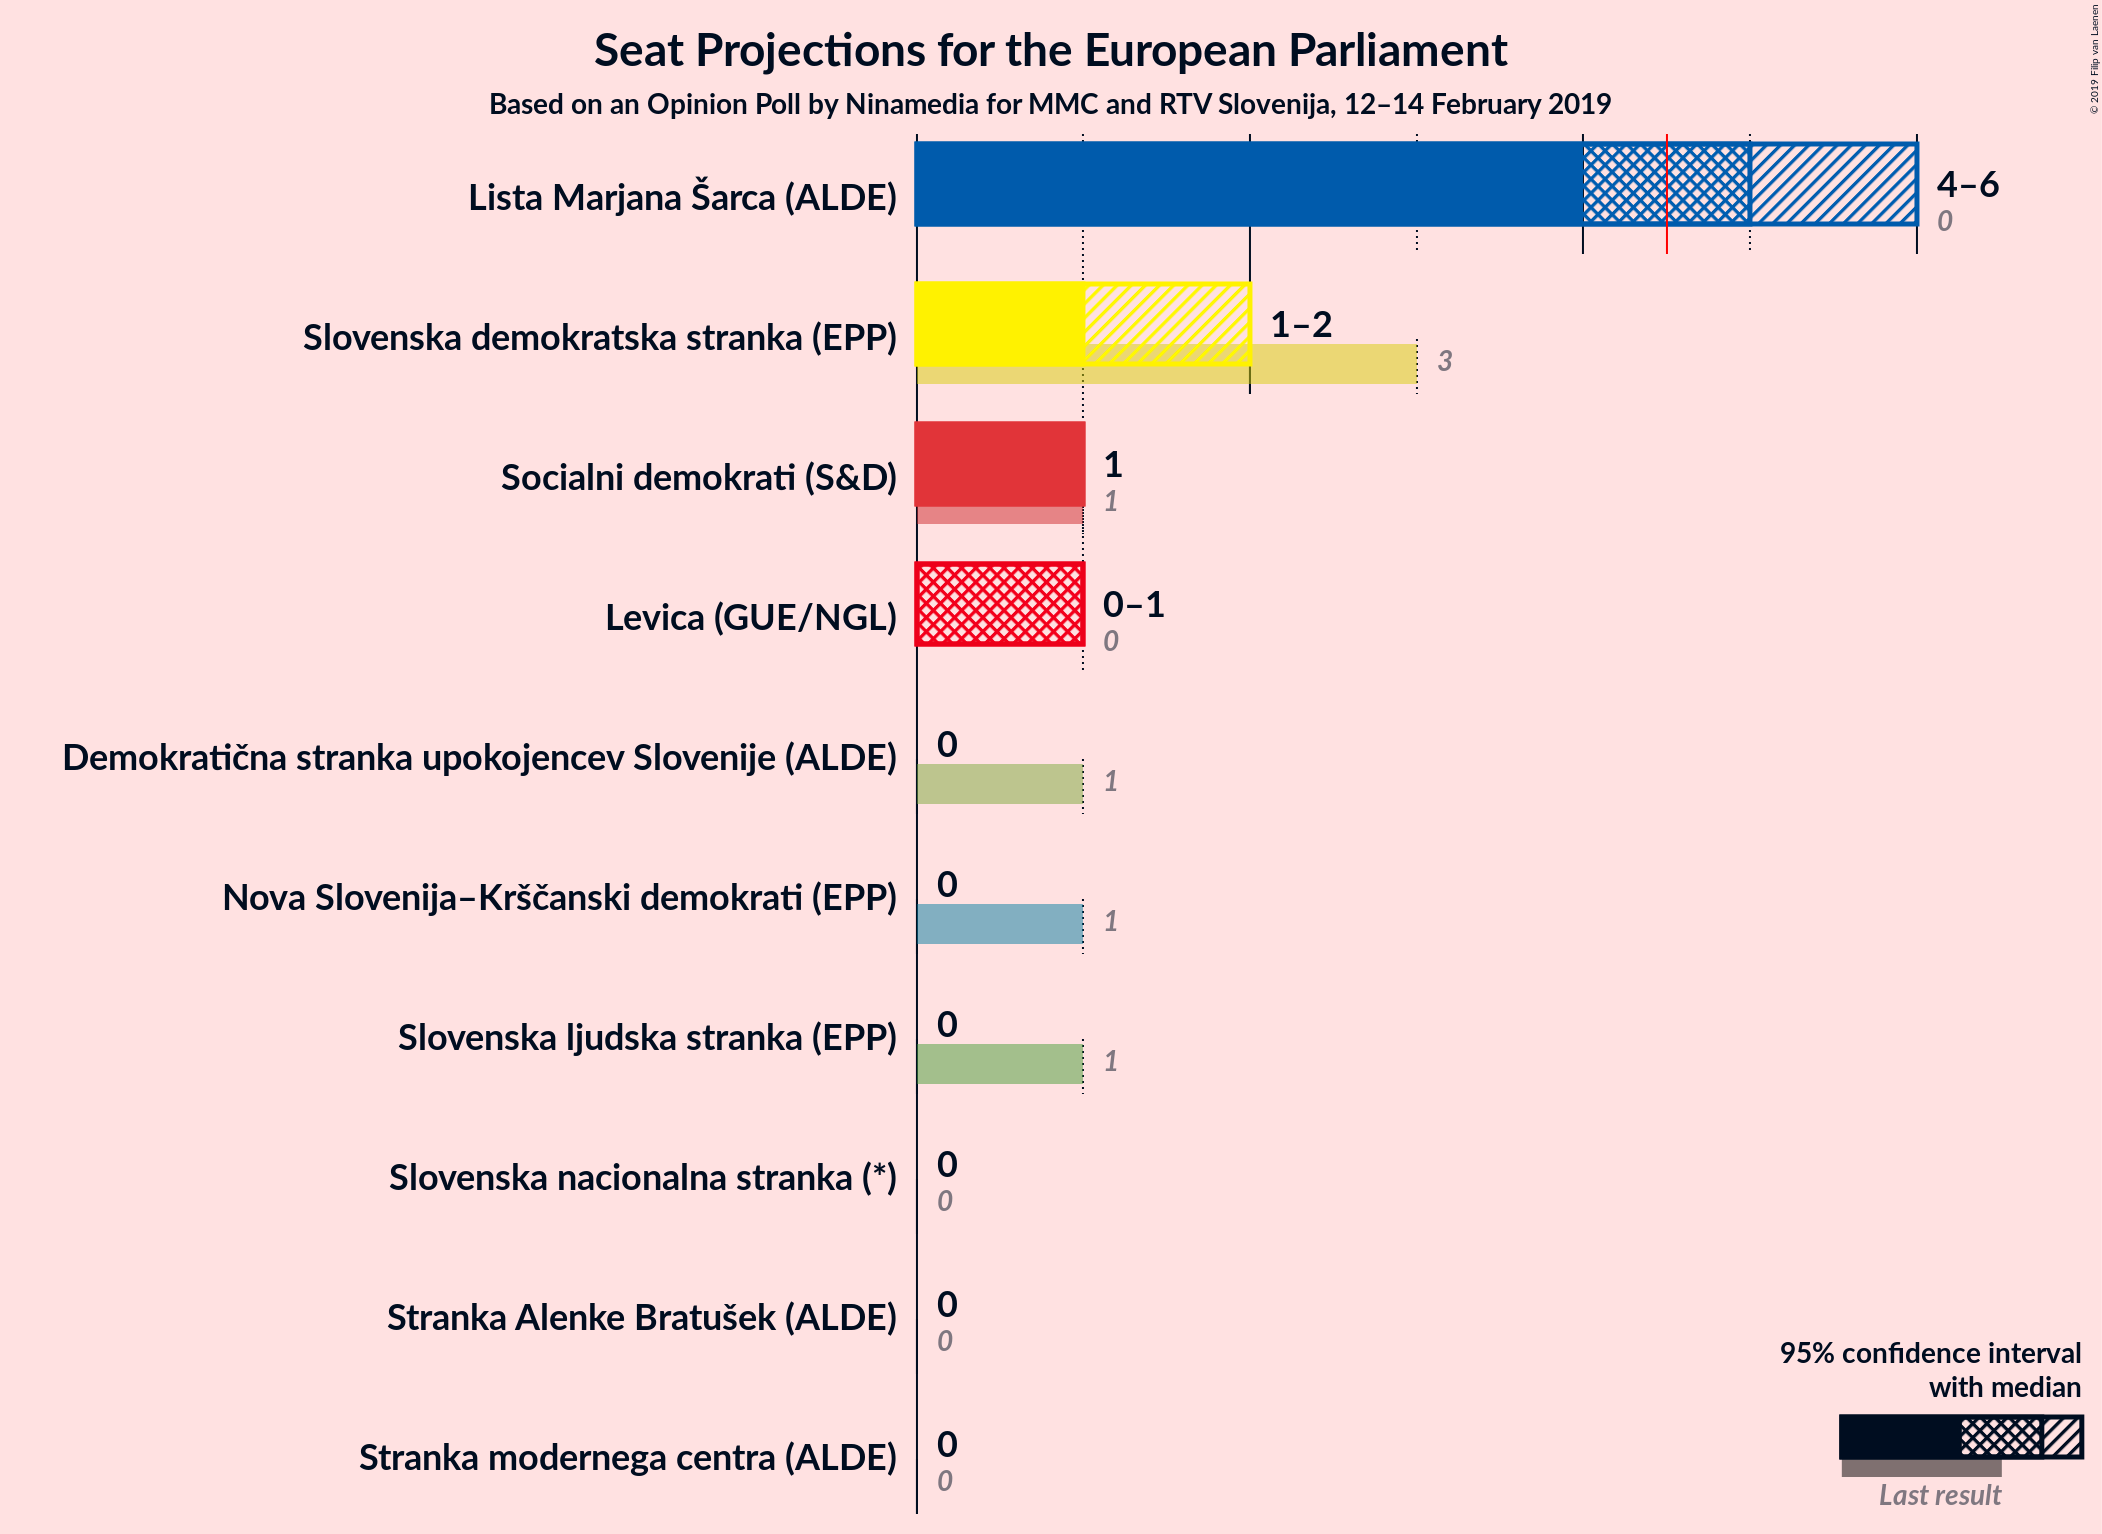 Seat Projections for the European Parliament
Based on an Opinion Poll by Ninamedia for MMC and RTV Slovenija, 12–14 February 2019
© 2019 Filip van Laenen
Lista Marjana Šarca (ALDE)
4–6
0
Slovenska demokratska stranka (EPP)
1–2
3
Socialni demokrati (S&D)
1
1
Levica (GUE/NGL)
0–1
0
Demokratična stranka upokojencev Slovenije (ALDE)
0
1
Nova Slovenija–Krščanski demokrati (EPP)
0
1
Slovenska ljudska stranka (EPP)
0
1
Slovenska nacionalna stranka (*)
0
0
Stranka Alenke Bratušek (ALDE)
0
0
Stranka modernega centra (ALDE)
0
0
95% confidence interval
with median
Last result